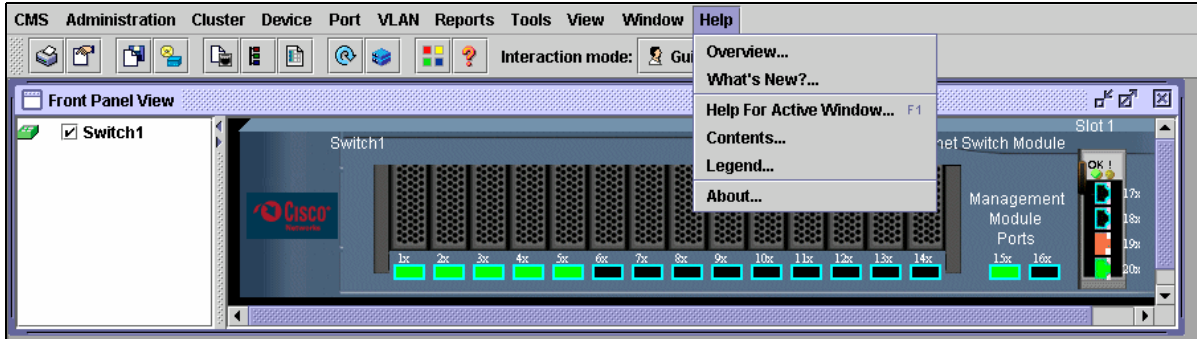 CMS Administration Cluster Device Port VLAN Reports Tools View Window Help
Interaction mode: Gui
Overview...
What's New?...
Help For Active Window... F1
Contents...
Legend...
About...
Front Panel View
Switch1
Switch1
net Switch Module
Slot 1
OK !
CISCO
Management
Module
Ports
17x
18x
19x
20x
1x 2x 3x 4x 5x 6x 7x 8x 9x 10x 11x 12x 13x 14x 15x 16x